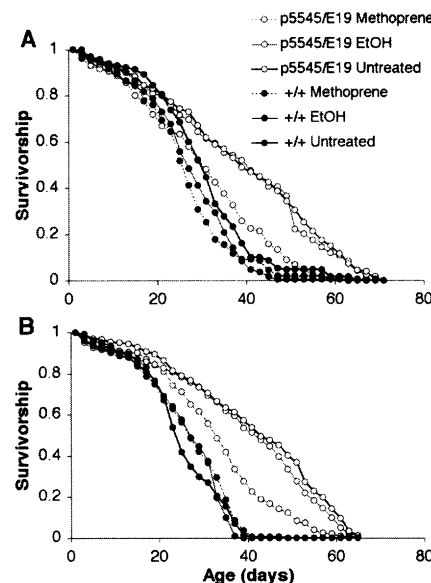 A
p5545/E19 Methoprene
p5545/E19 EtOH
p5545/E19 Untreated
+/+ Methoprene
+/+ EtOH
+/+ Untreated
Survivorship
1
0.8
0.6
0.4
0.2
0
0 20 40 60 80
B
Survivorship
1
0.8
0.6
0.4
0.2
0
0 20 40 60 80
Age (days)